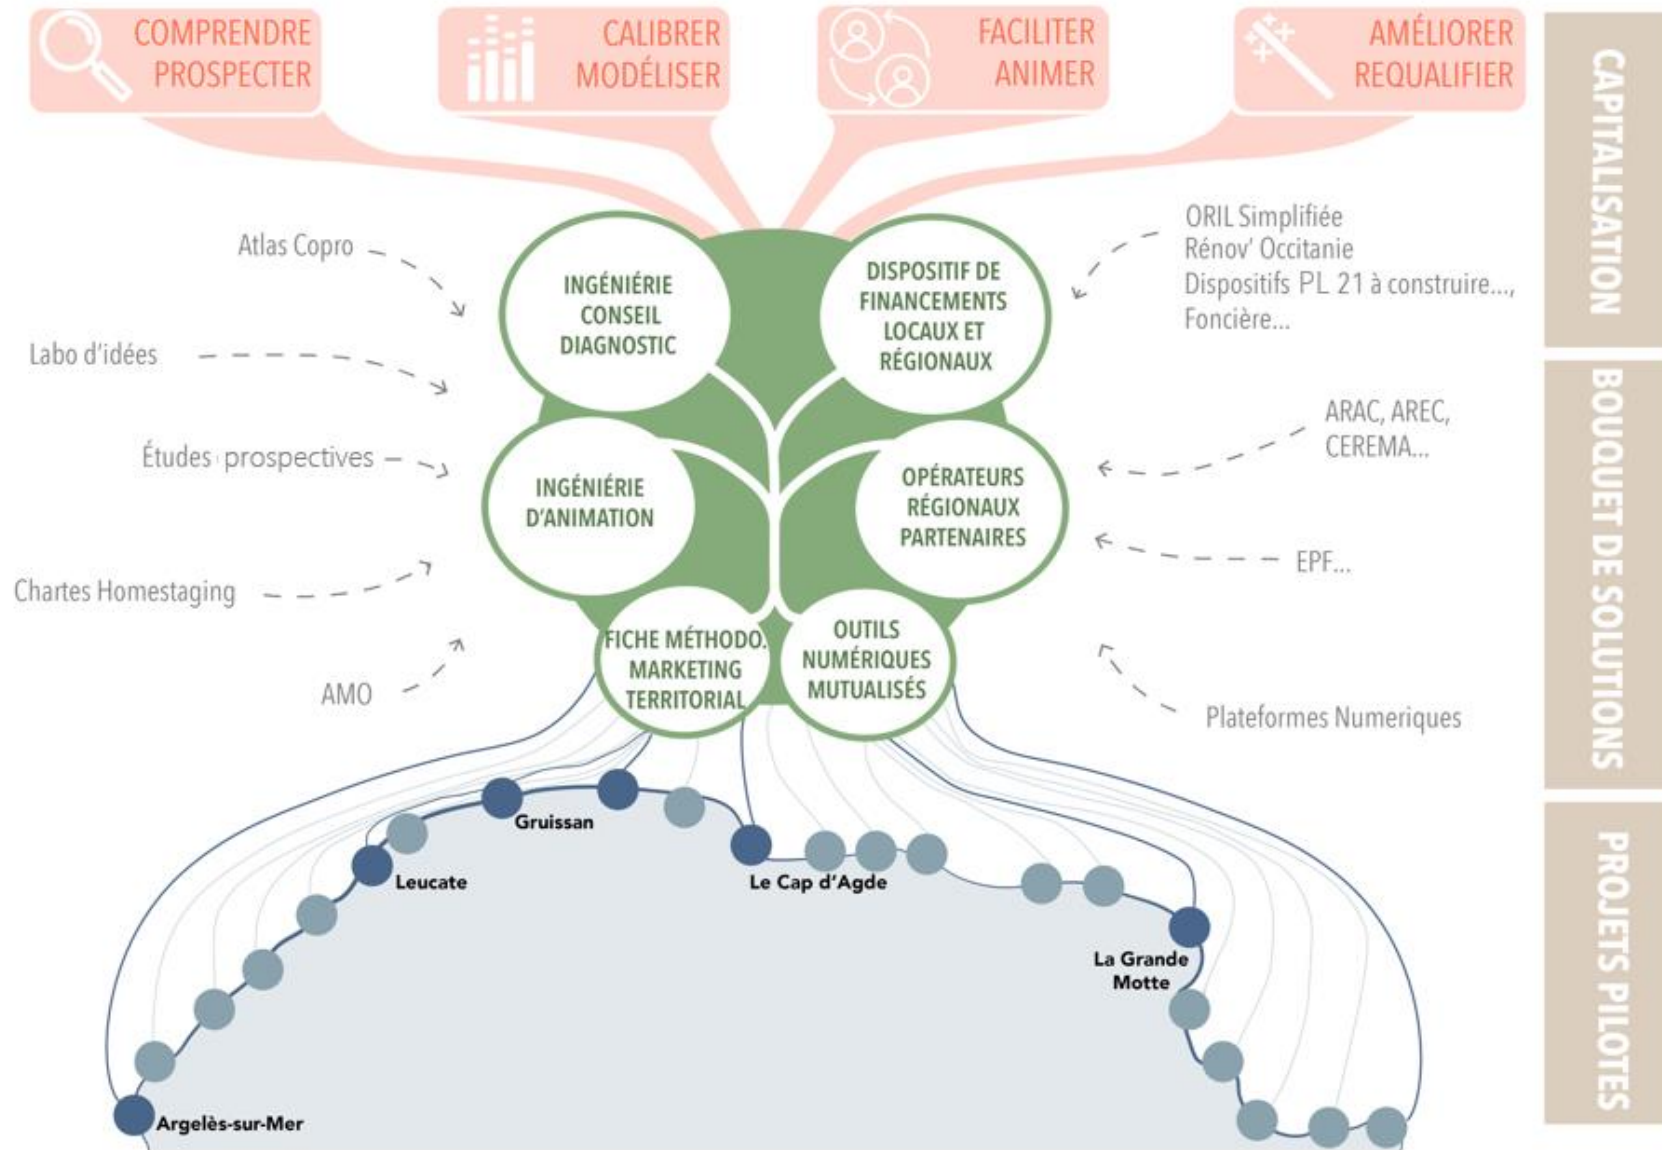 COMPRENDRE
PROSPECTER
CALIBRER
MODÉLISER
FACILITER
ANIMER
AMÉLIORER
REQUALIFIER
CAPITALISATION
Atlas Copro
Labo d'idées
Études prospectives
Chartes Homestaging
AMO
INGÉNIÉRIE
CONSEIL
DIAGNOSTIC
DISPOSITIF DE
FINANCEMENTS
LOCAUX ET
RÉGIONAUX
INGÉNIÉRIE
D'ANIMATION
OPÉRATEURS
RÉGIONAUX
PARTENAIRES
FICHE MÉTHODO.
MARKETING
TERRITORIAL
OUTILS
NUMÉRIQUES
MUTUALISÉS
ORIL Simplifiée
Rénov' Occitanie
Dispositifs PL 21 à construire...,
Foncière...
ARAC, AREC,
CEREMA...
EPF...
Plateformes Numeriques
BOUQUET DE SOLUTIONS
Gruissan
Leucate
Le Cap d'Agde
La Grande
Motte
Argelès-sur-Mer
PROJETS PILOTES